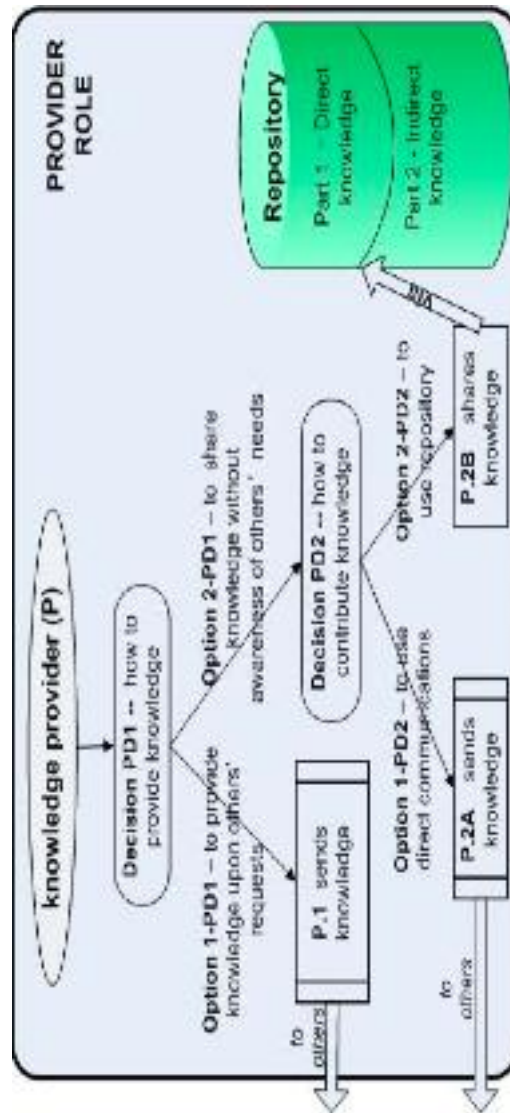 PROVIDER
ROLE
knowledge provider (P)
Decision PD1 -- how to
provide knowledge
Option 1-PD1 – to provide
knowledge upon others’
requests
Option 2-PD1 – to share
knowledge without
awareness of others’ needs
P.1 sends
knowledge
to
others
Decision PD2 -- how to
contribute knowledge
Option 1-PD2 – to use
direct communications
Option 2-PD2 – to
use repository
P.2A sends
knowledge
to
others
P.2B shares
knowledge
via
Repository
Part 1 - Direct
knowledge
Part 2 - Indirect
knowledge